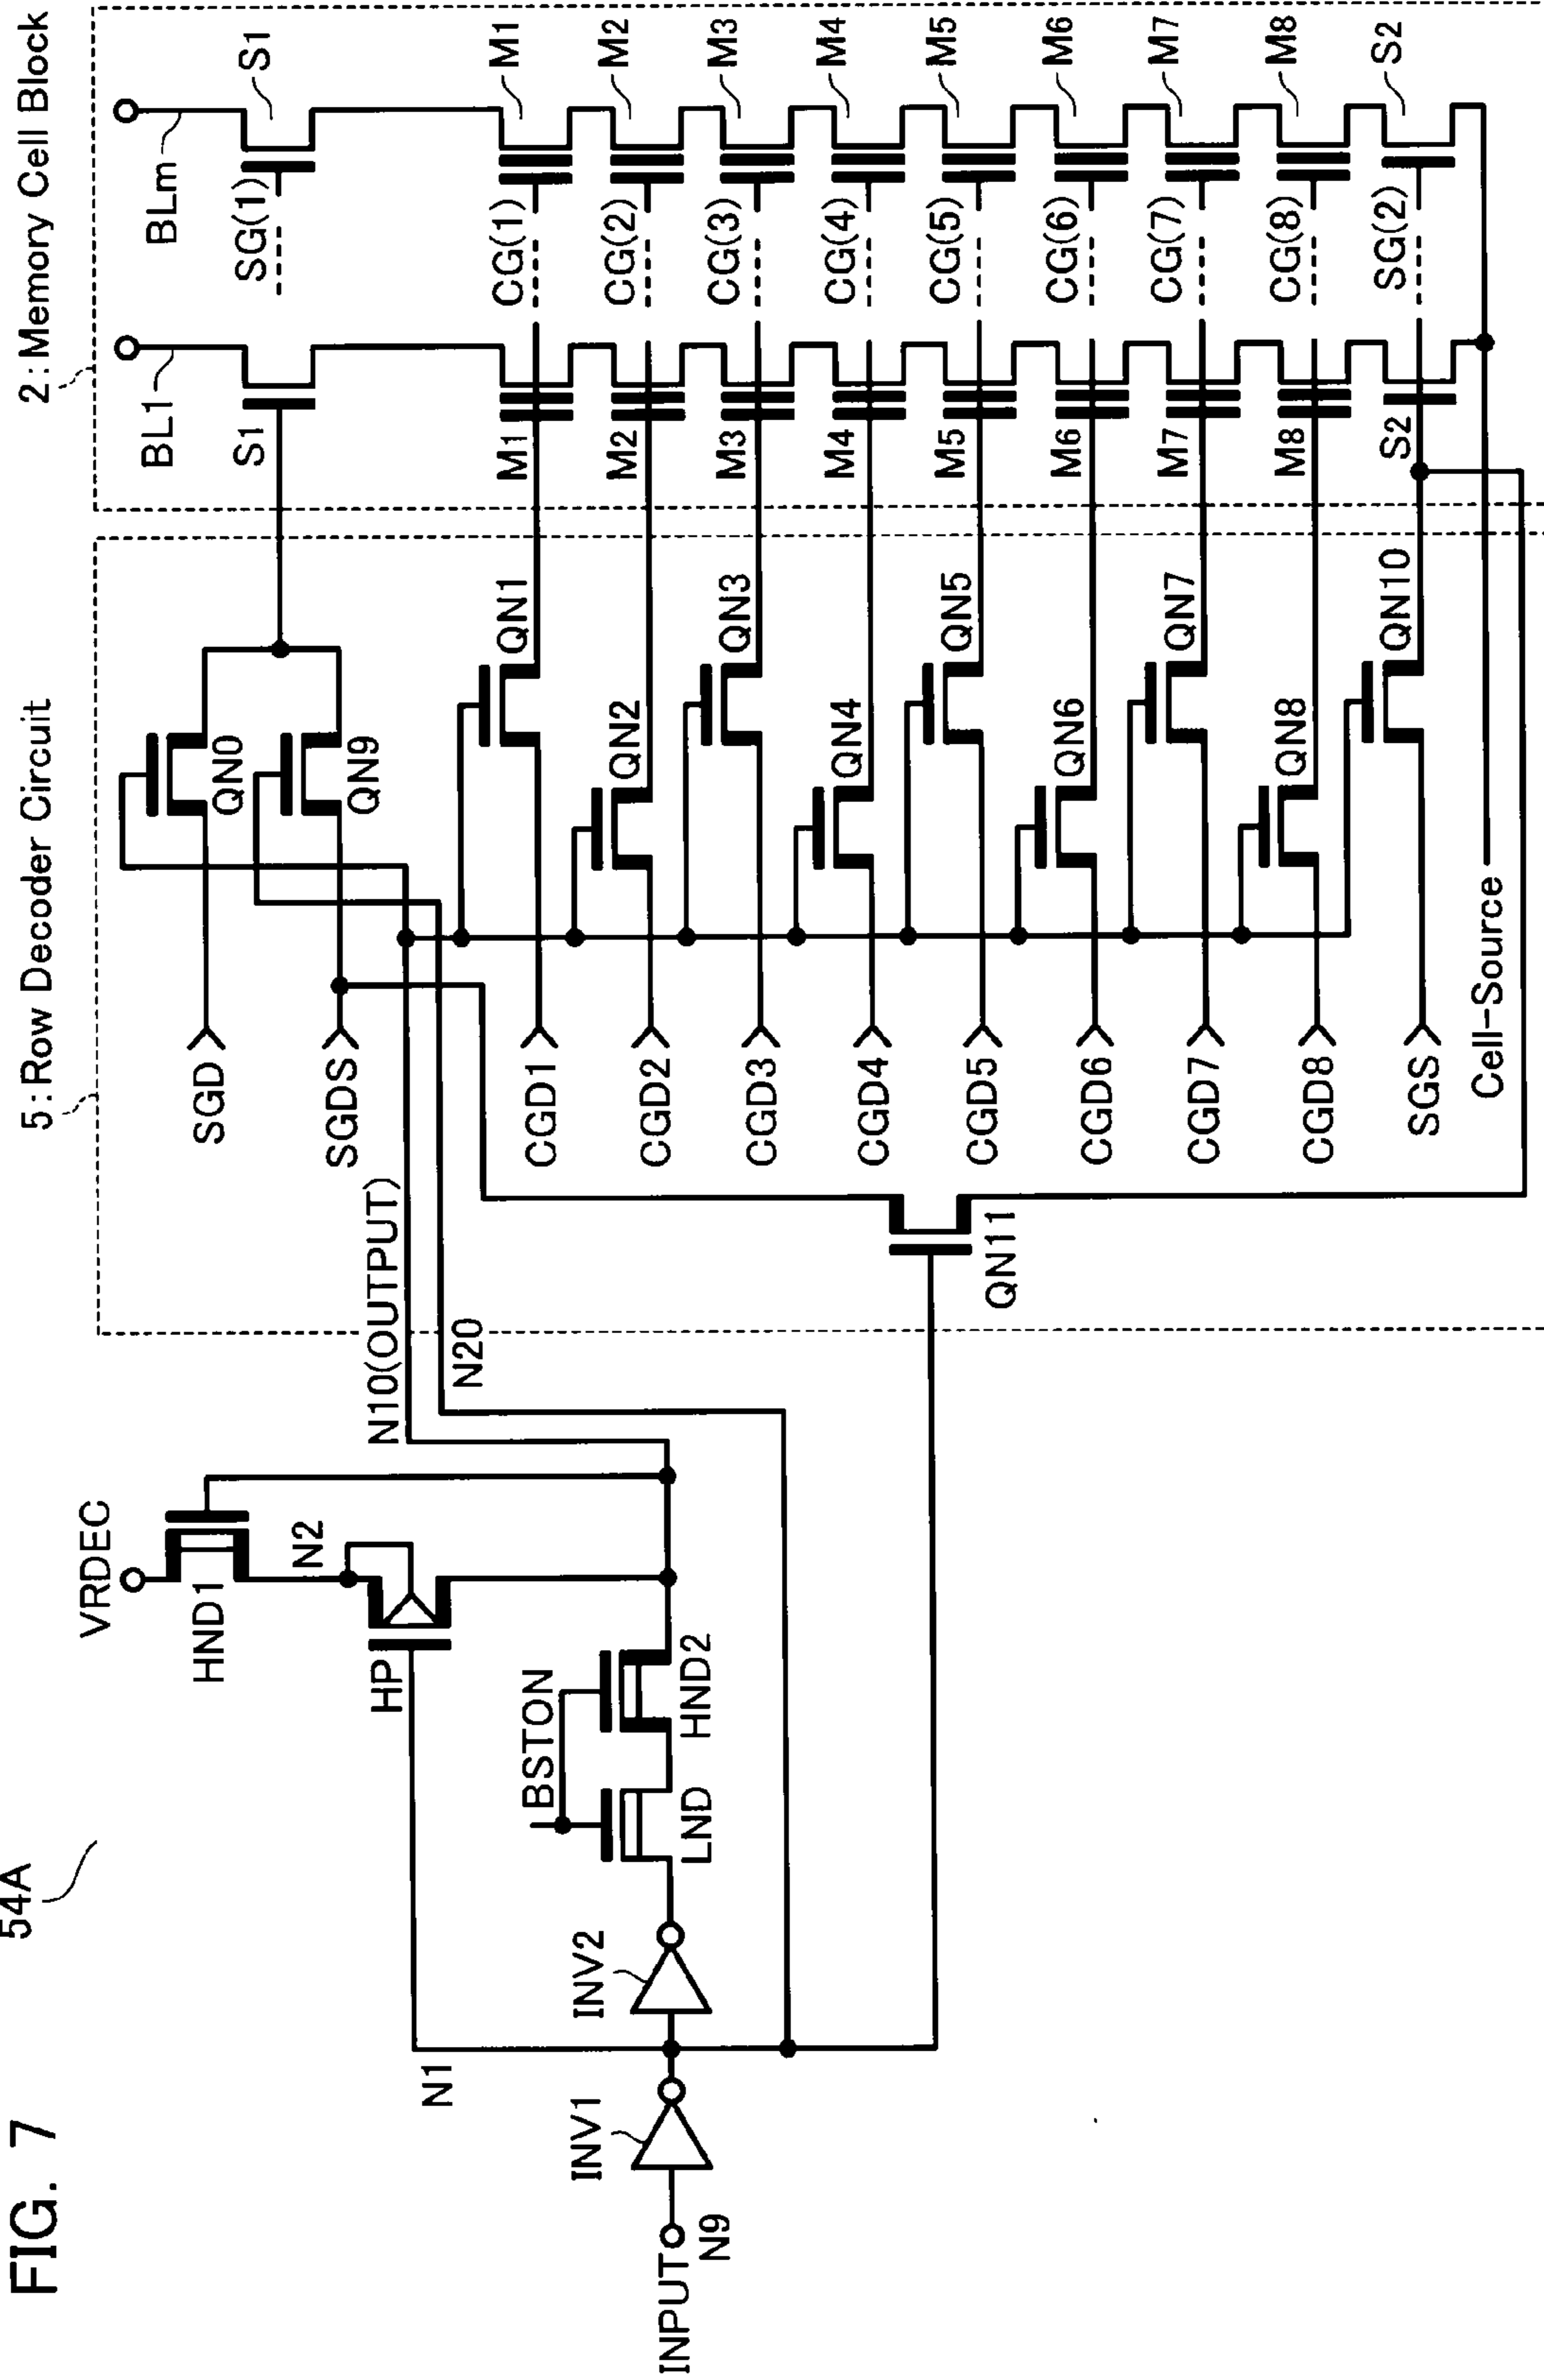 FIG. 7
54A
5:Row Decoder Circuit
2:Memory Cell Block
VRDEC
HND1
N2
HP
N1
BSTON
INV1
INV2
LND
HND2
INPUT
N9
N10(OUTPUT)
N20
QN11
SGD
SGDS
CGD1
CGD2
CGD3
CGD4
CGD5
CGD6
CGD7
CGD8
SGS
Cell-Source
QN0
QN9
QN1
QN2
QN3
QN4
QN5
QN6
QN7
QN8
QN10
BL1
S1
M1
M2
M3
M4
M5
M6
M7
M8
S2
BLm
SG(1)
CG(1)
CG(2)
CG(3)
CG(4)
CG(5)
CG(6)
CG(7)
CG(8)
SG(2)
S1
M1
M2
M3
M4
M5
M6
M7
M8
S2